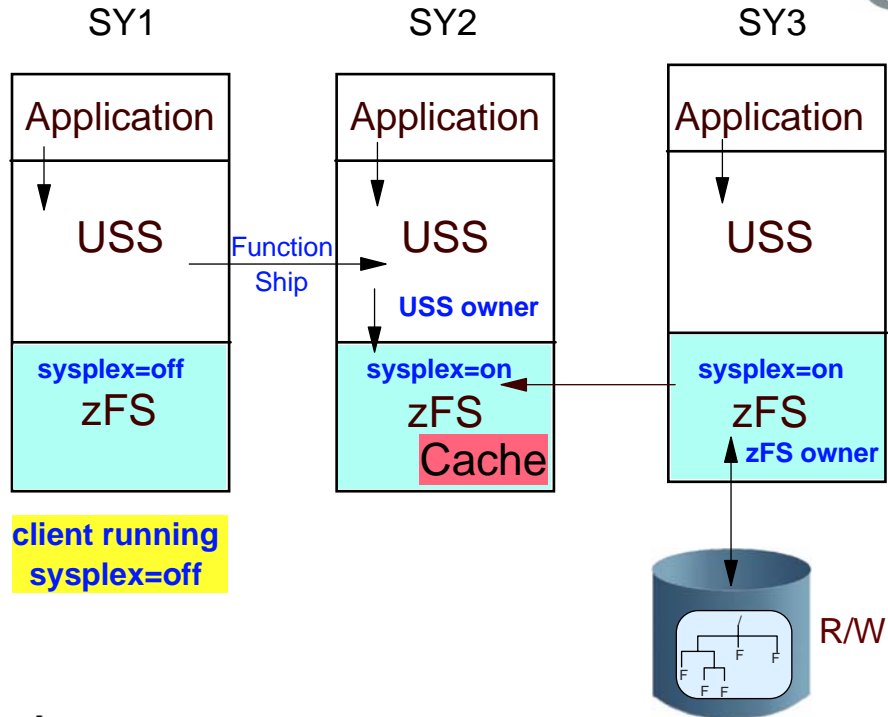 SY1
SY2
SY3
Application
Application
Application
USS
Function
Ship
USS
USS owner
USS
sysplex=off
zFS
sysplex=on
zFS
Cache
sysplex=on
zFS
zFS owner
client running
sysplex=off
R/W
/
F
F
F
F
F